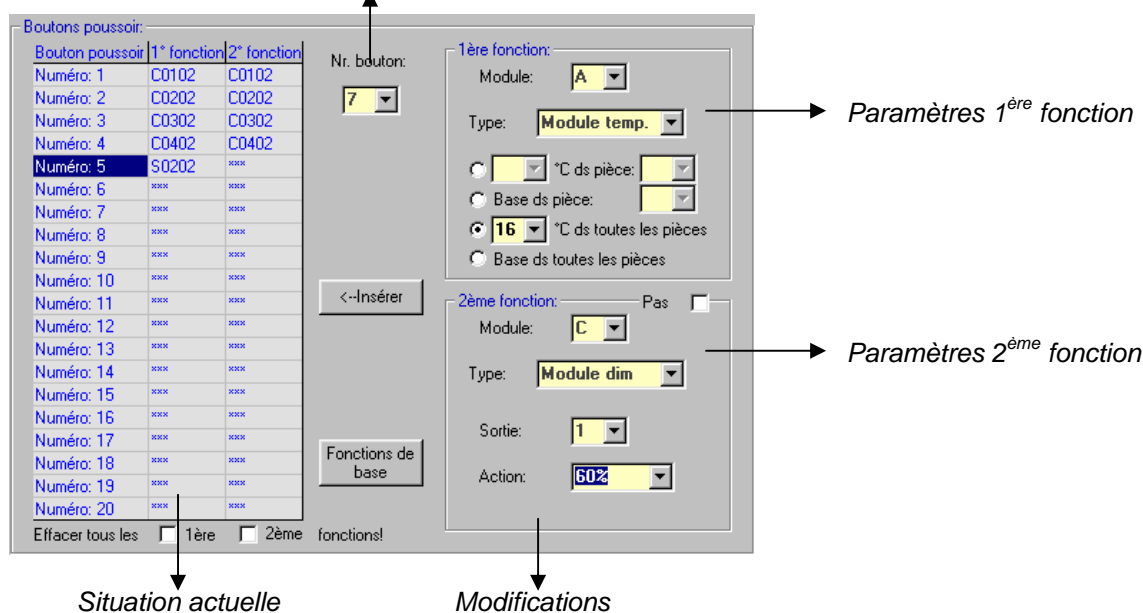 Boutons poussoir:
Bouton poussoir 1° fonction 2° fonction
Numéro: 1 C0102 C0102
Numéro: 2 C0202 C0202
Numéro: 3 C0302 C0302
Numéro: 4 C0402 C0402
Numéro: 5 S0202 ***
Numéro: 6 *** ***
Numéro: 7 *** ***
Numéro: 8 *** ***
Numéro: 9 *** ***
Numéro: 10 *** ***
Numéro: 11 *** ***
Numéro: 12 *** ***
Numéro: 13 *** ***
Numéro: 14 *** ***
Numéro: 15 *** ***
Numéro: 16 *** ***
Numéro: 17 *** ***
Numéro: 18 *** ***
Numéro: 19 *** ***
Numéro: 20 *** ***
Effacer tous les 1ère 2ème fonctions!
Nr. bouton:
7
<--Insérer
Fonctions de
base
1ère fonction:
Module: A
Type: Module temp.
°C ds pièce:
Base ds pièce:
16 °C ds toutes les pièces
Base ds toutes les pièces
2ème fonction: Pas
Module: C
Type: Module dim
Sortie: 1
Action: 60%
Paramètres 1ère fonction
Paramètres 2ème fonction
Situation actuelle
Modifications